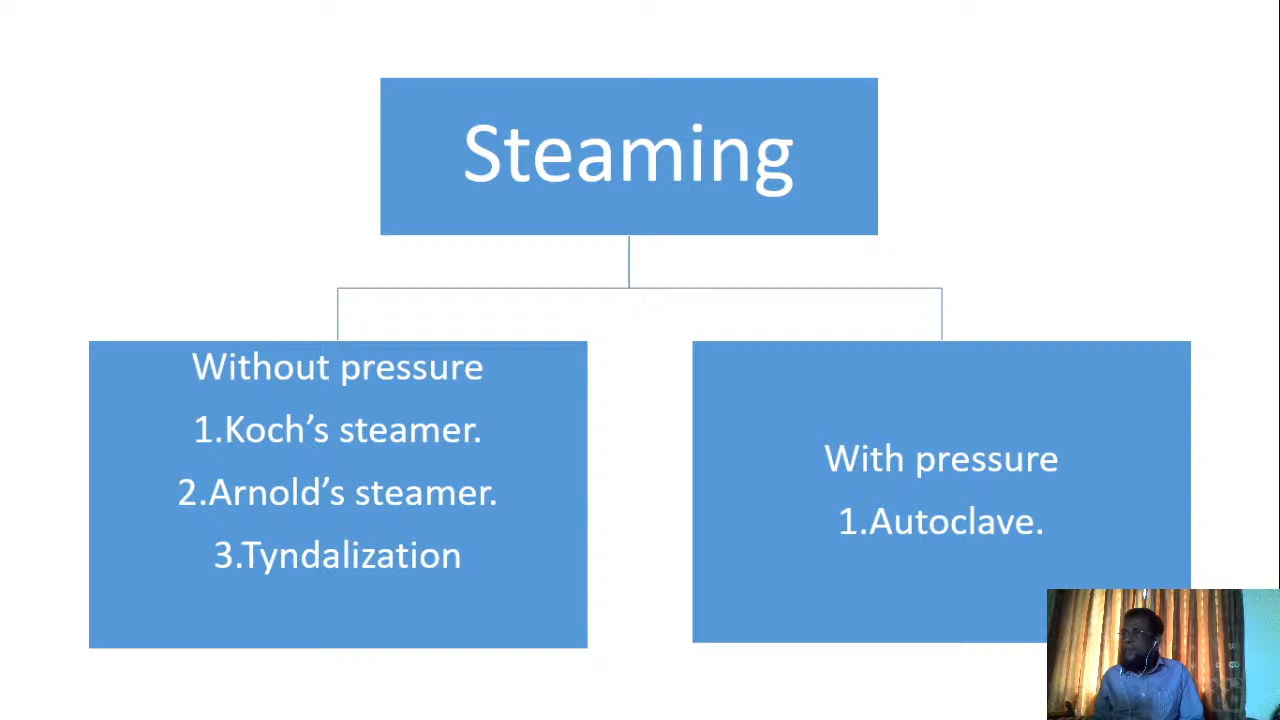 Steaming
Without pressure
1.Koch’s steamer.
2.Arnold’s steamer.
3.Tyndalization
With pressure
1.Autoclave.